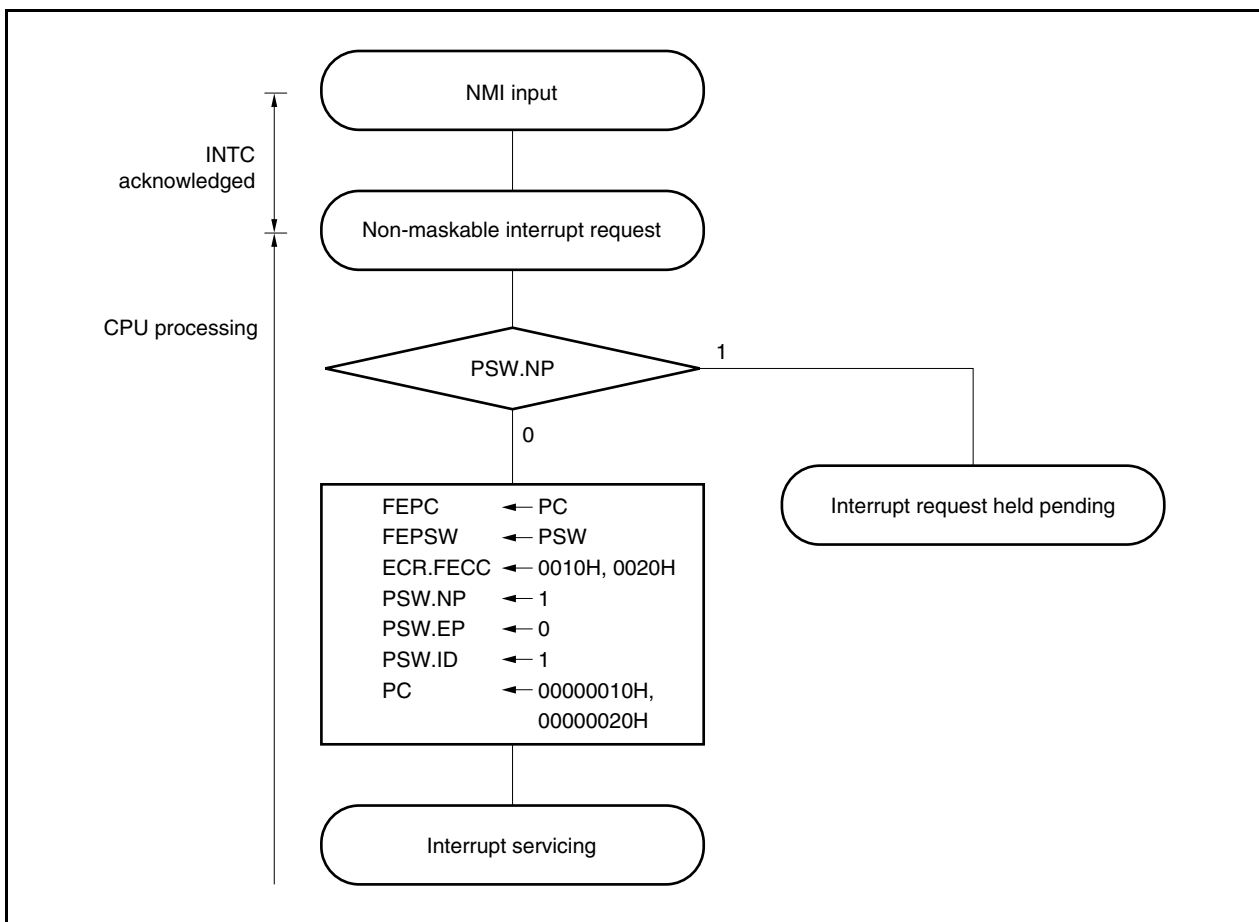 NMI input
INTC
acknowledged
Non-maskable interrupt request
CPU processing
PSW.NP
1
0
FEPC ← PC
FEPSW ← PSW
ECR.FECC ← 0010H, 0020H
PSW.NP ← 1
PSW.EP ← 0
PSW.ID ← 1
PC ← 00000010H,
00000020H
Interrupt request held pending
Interrupt servicing